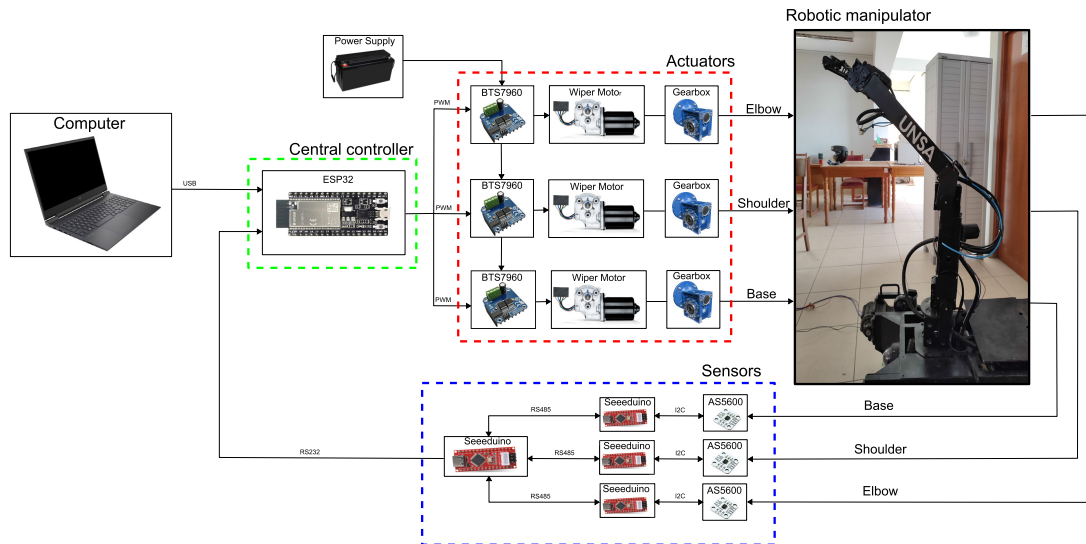 Robotic manipulator
Power Supply
Actuators
BTS7960
Wiper Motor
Gearbox
Elbow
PWM
Computer
Central controller
ESP32
USB
UNSA
BTS7960
Wiper Motor
Gearbox
Shoulder
PWM
BTS7960
Wiper Motor
Gearbox
Base
PWM
Sensors
Seeeduino
AS5600
Base
RS485
I2C
Seeeduino
Seeeduino
AS5600
Shoulder
RS232
RS485
I2C
Seeeduino
AS5600
Elbow
RS485
I2C